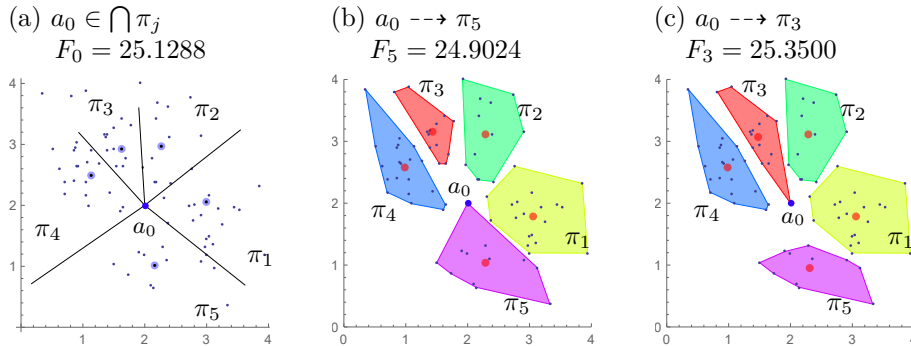 (a) a₀ ∈ ⋂ πⱼ
F₀ = 25.1288
4
3
2
1
0
0 1 2 3 4
π₃
π₂
π₄
a₀
π₁
π₅
(b) a₀ ⇢ π₅
F₅ = 24.9024
4
3
2
1
0
0 1 2 3 4
π₃
π₂
a₀
π₄
π₁
π₅
(c) a₀ ⇢ π₃
F₃ = 25.3500
4
3
2
1
0
0 1 2 3 4
π₃
π₂
π₄
a₀
π₁
π₅